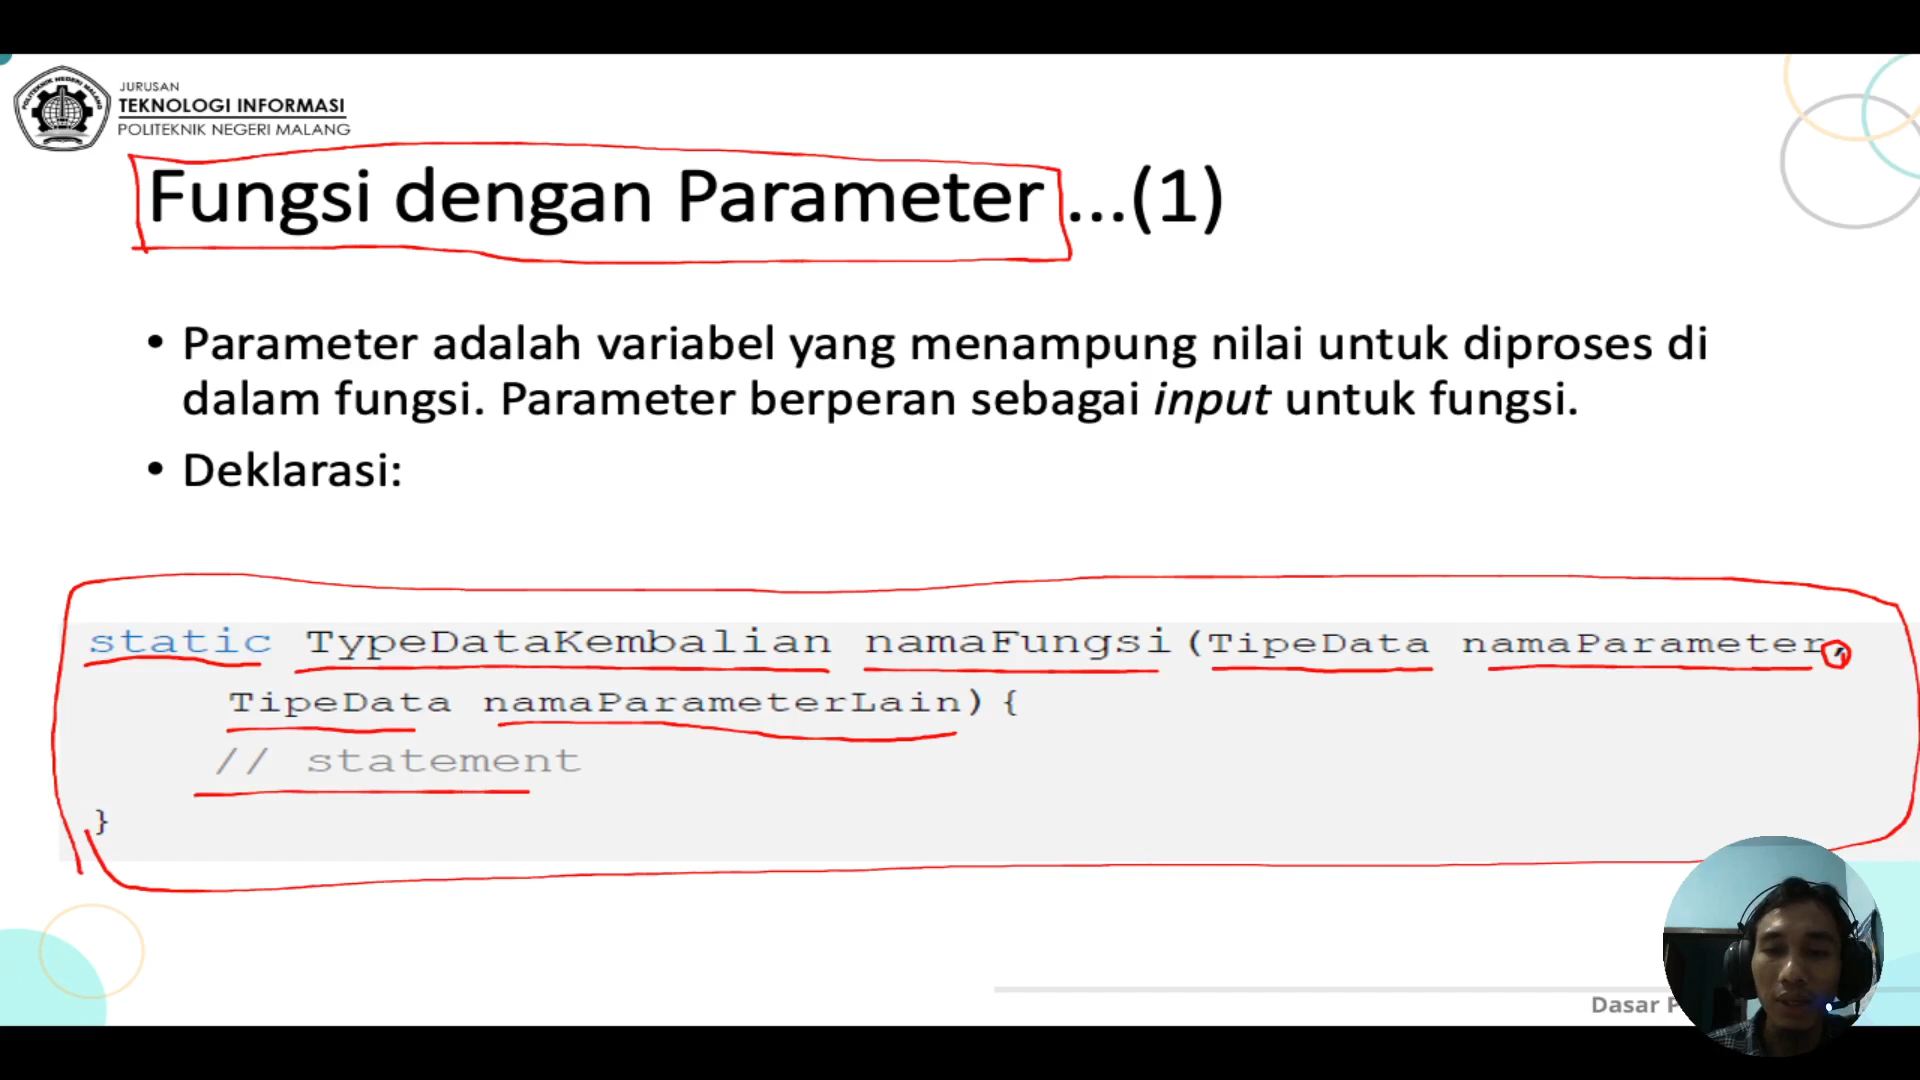 JURUSAN
TEKNOLOGI INFORMASI
POLITEKNIK NEGERI MALANG
Fungsi dengan Parameter ...(1)
• Parameter adalah variabel yang menampung nilai untuk diproses di
dalam fungsi. Parameter berperan sebagai input untuk fungsi.
• Deklarasi:
static TypeDataKembalian namaFungsi(TipeData namaParameter,
TipeData namaParameterLain){
// statement
}
Dasar